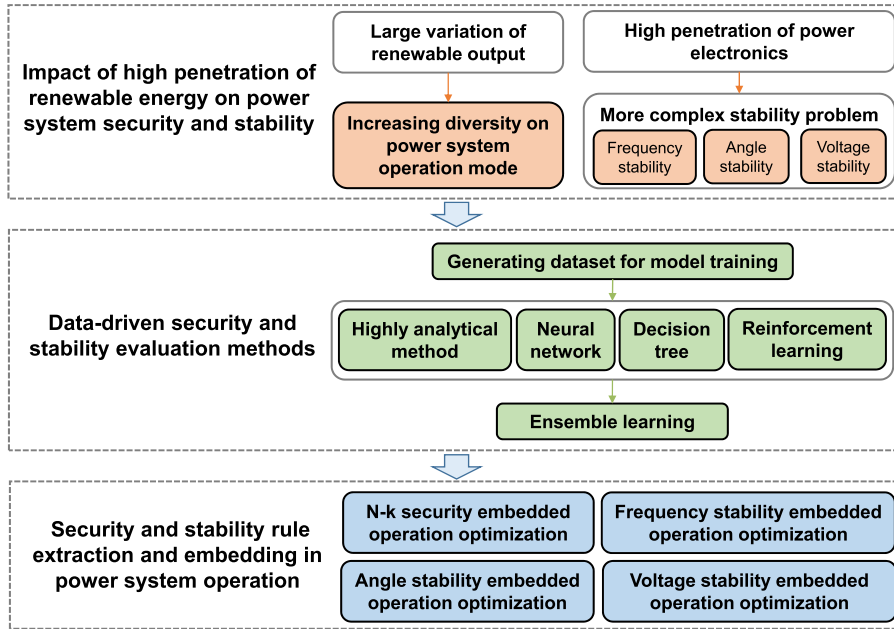 Impact of high penetration of
renewable energy on power
system security and stability
Large variation of
renewable output
High penetration of power
electronics
Increasing diversity on
power system
operation mode
More complex stability problem
Frequency
stability
Angle
stability
Voltage
stability
Data-driven security and
stability evaluation methods
Generating dataset for model training
Highly analytical
method
Neural
network
Decision
tree
Reinforcement
learning
Ensemble learning
Security and stability rule
extraction and embedding in
power system operation
N-k security embedded
operation optimization
Frequency stability embedded
operation optimization
Angle stability embedded
operation optimization
Voltage stability embedded
operation optimization